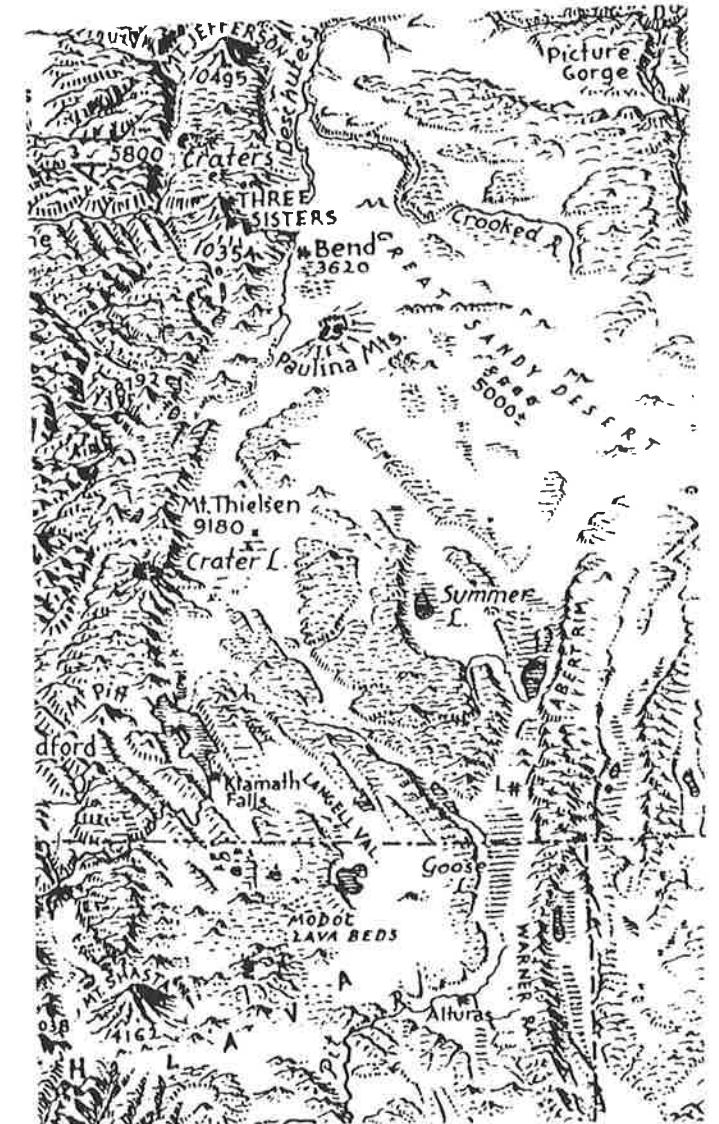 MT. JEFFERSON
10495
Deschutes
Picture
Gorge
5800
Craters
THREE
SISTERS
1035
Crooked R
Bend
3620
GREAT SANDY DESERT
5000±
Paulina Mts.
Mt. Thielsen
9180
Crater L.
Summer
L.
ABERT RIM
Mt Pitt
dford
Klamath
Falls
LANGELL VAL.
L#
Goose
L.
MODOC
LAVA BEDS
WARNER
Mt. SHASTA
4162
Alturas
Pit R
H L A V A